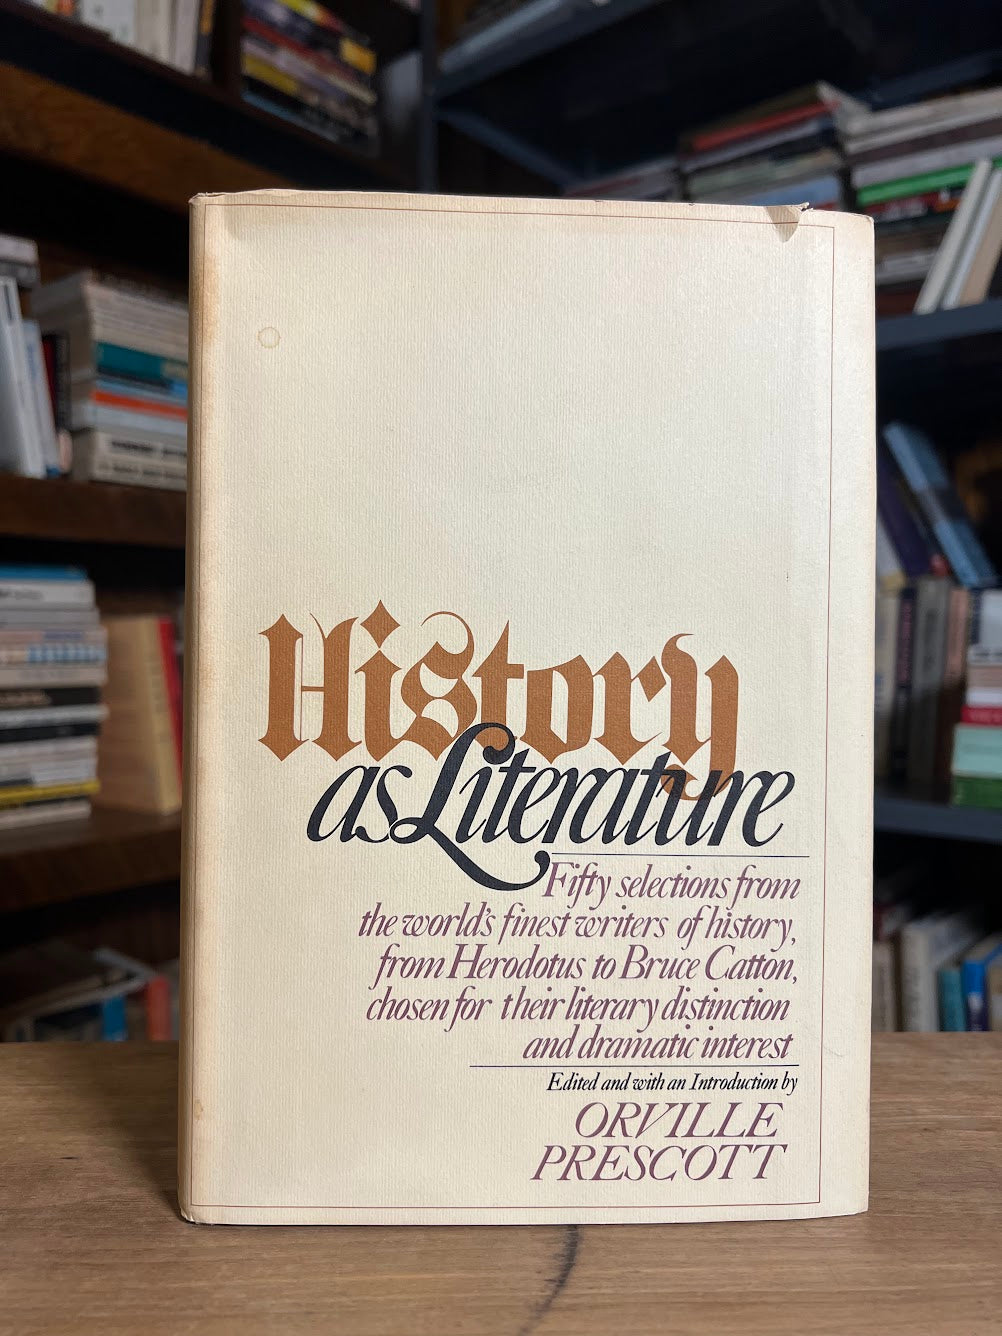 History
as Literature
Fifty selections from
the world's finest writers of history,
from Herodotus to Bruce Catton,
chosen for their literary distinction
and dramatic interest
Edited and with an Introduction by
ORVILLE
PRESCOTT